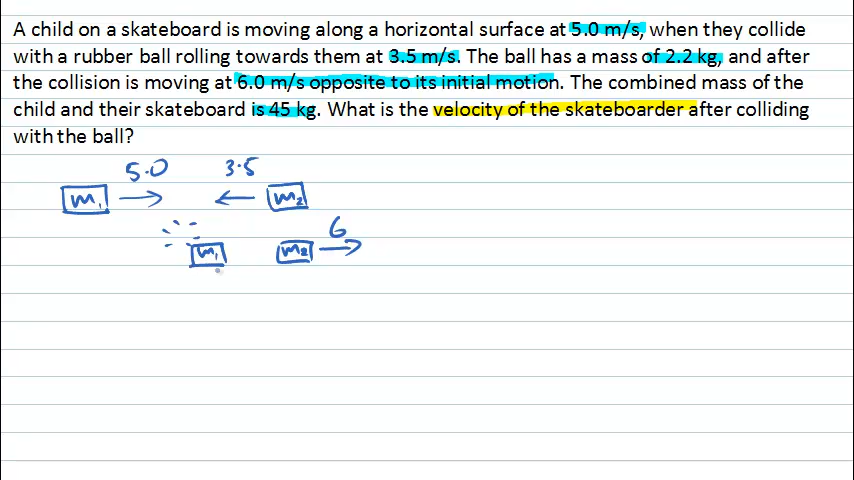 A child on a skateboard is moving along a horizontal surface at 5.0 m/s, when they collide
with a rubber ball rolling towards them at 3.5 m/s. The ball has a mass of 2.2 kg, and after
the collision is moving at 6.0 m/s opposite to its initial motion. The combined mass of the
child and their skateboard is 45 kg. What is the velocity of the skateboarder after colliding
with the ball?
5.0 3.5
m₁ m₂
6
m₁ m₂